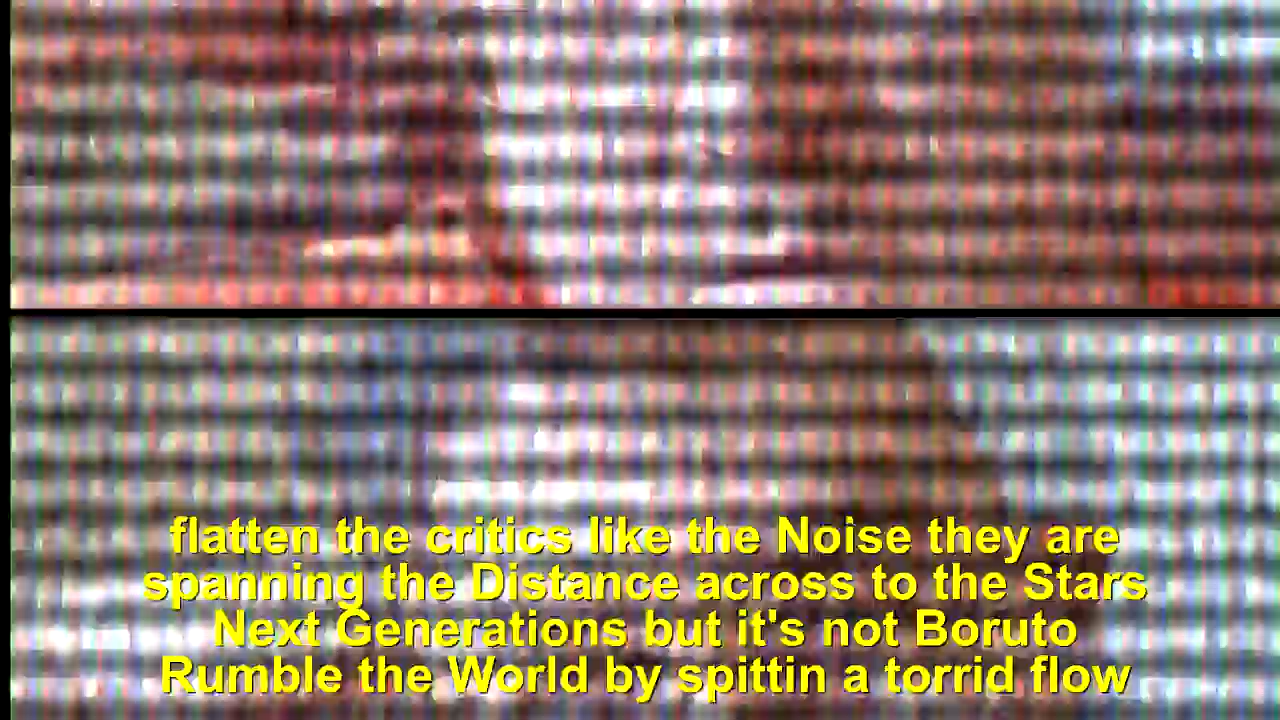 flatten the critics like the Noise they are
spanning the Distance across to the Stars
Next Generations but it's not Boruto
Rumble the World by spittin a torrid flow